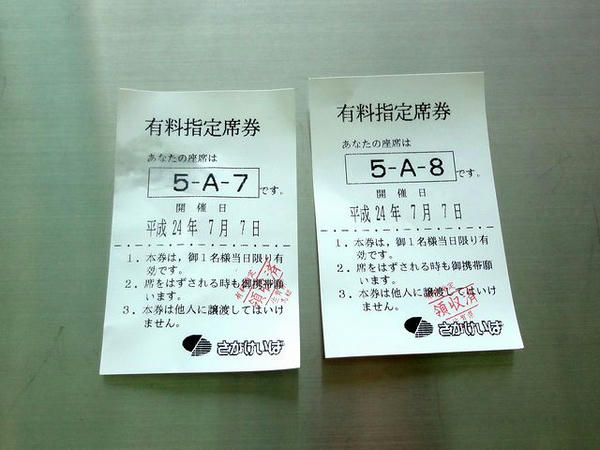 有料指定席券
あなたの座席は
5-A-7
です。
開催日
平成24年 7月 7日
1．本券は，御1名様当日限り有
効です。
2．席をはずされる時も御携帯願
います。
3．本券は他人に譲渡してはいけ
ません。
領収済
さがけいば
有料指定席券
あなたの座席は
5-A-8
です。
開催日
平成24年 7月 7日
1．本券は，御1名様当日限り有
効です。
2．席をはずされる時も御携帯願
います。
3．本券は他人に譲渡してはいけ
ません。
領収済
さがけいば